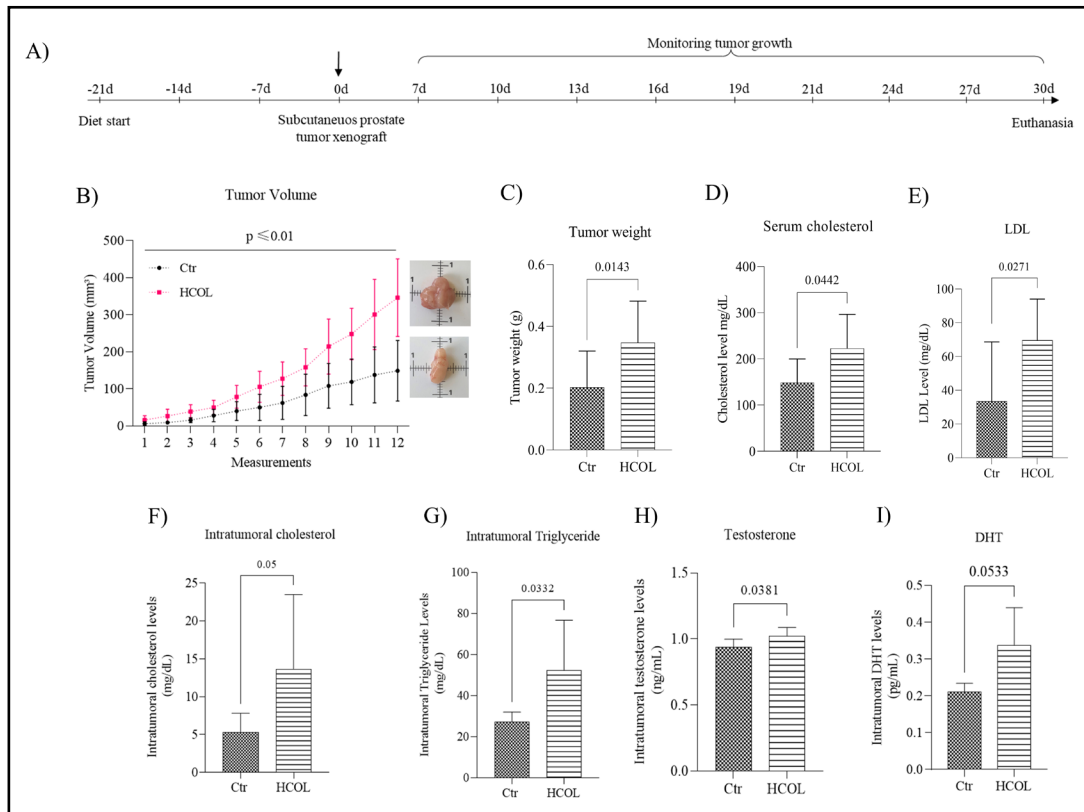 A)
Monitoring tumor growth
-21d -14d -7d 0d 7d 10d 13d 16d 19d 21d 24d 27d 30d
Diet start
Subcutaneuos prostate
tumor xenograft
Euthanasia
B)
Tumor Volume
p ≤0.01
Ctr
HCOL
Tumor Volume (mm³)
500
400
300
200
100
0
1 2 3 4 5 6 7 8 9 10 11 12
Measurements
1
1
1
1
1
1
C)
Tumor weight
0.0143
Tumor weight (g)
0.6
0.4
0.2
0.0
Ctr HCOL
D)
Serum cholesterol
0.0442
Cholesterol level mg/dL
400
300
200
100
0
Ctr HCOL
E)
LDL
0.0271
LDL Level (mg/dL)
100
80
60
40
20
0
Ctr HCOL
F)
Intratumoral cholesterol
0.05
Intratumoral cholesterol levels
(mg/dL)
25
20
15
10
5
0
Ctr HCOL
G)
Intratumoral Triglyceride
0.0332
Intratumoral Triglyceride Levels
(mg/dL)
100
80
60
40
20
0
Ctr HCOL
H)
Testosterone
0.0381
Intratumoral testosterone levels
(ng/mL)
1.5
1.0
0.5
0.0
Ctr HCOL
I)
DHT
0.0533
Intratumoral DHT levels
(pg/mL)
0.5
0.4
0.3
0.2
0.1
0.0
Ctr HCOL